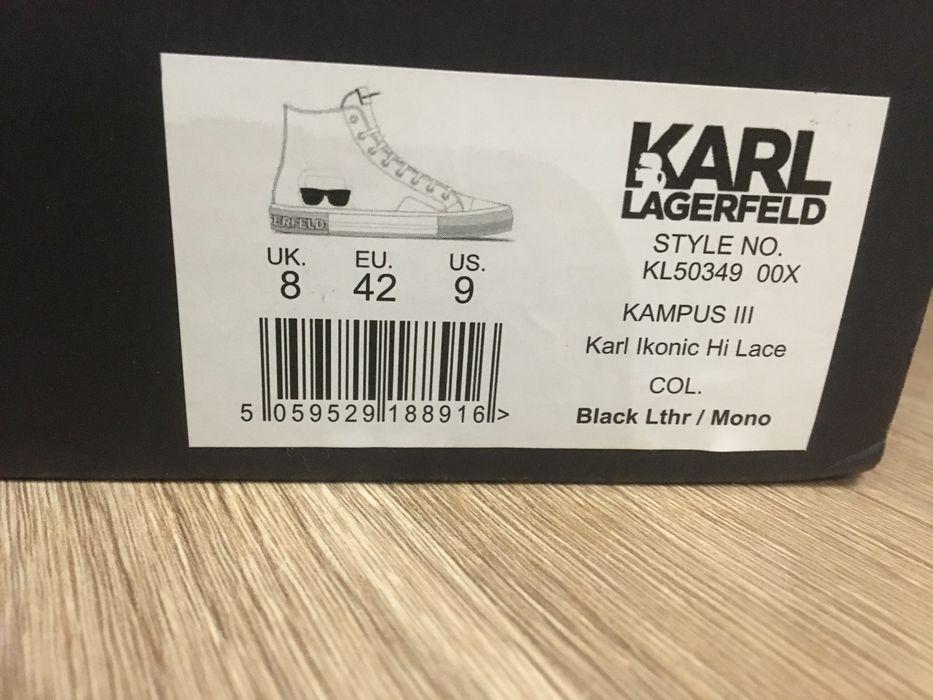 ERFELD
UK. EU. US.
8 42 9
5 059529 188916 >
KARL
LAGERFELD
STYLE NO.
KL50349 00X
KAMPUS III
Karl Ikonic Hi Lace
COL.
Black Lthr / Mono